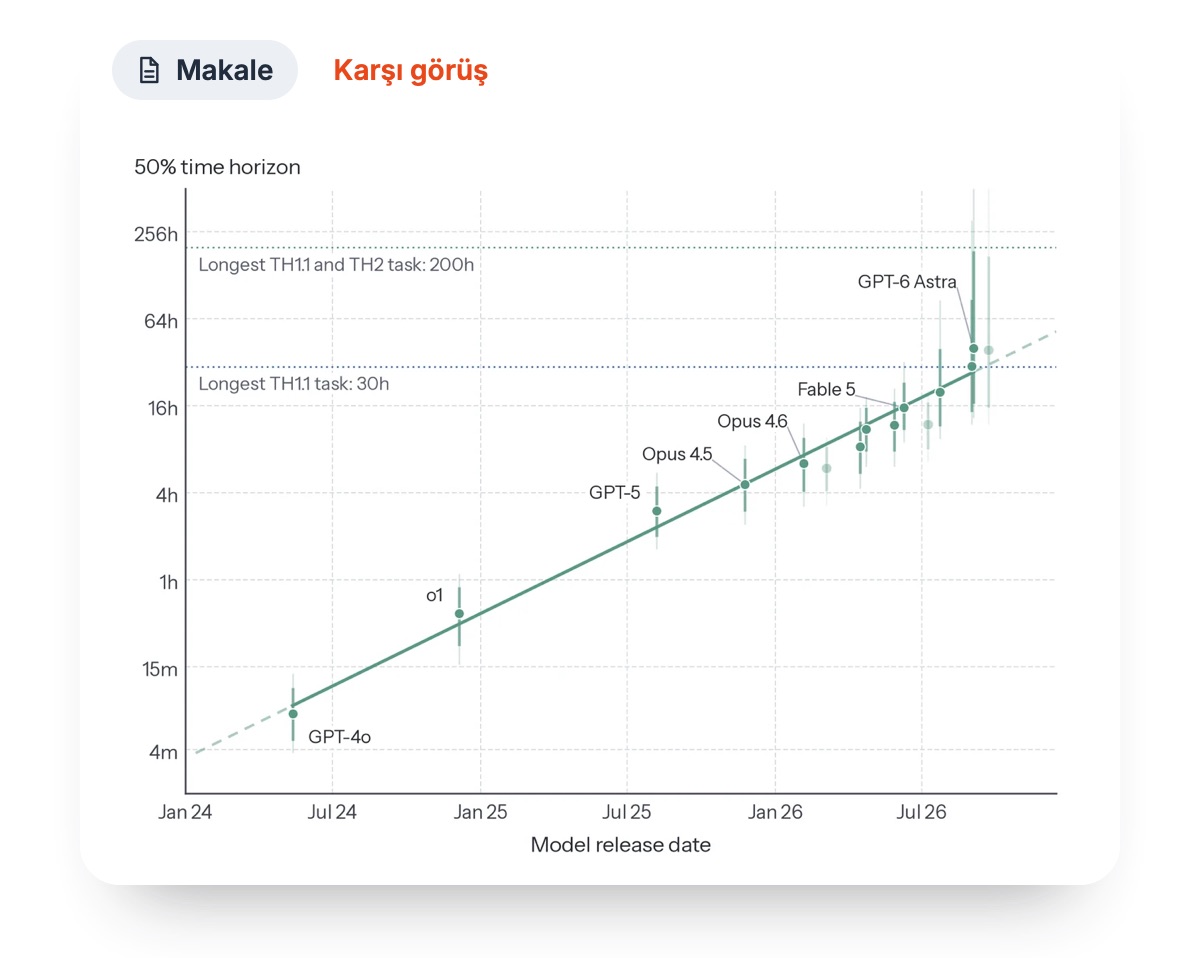 Makale
Karşı görüş
50% time horizon
256h
Longest TH1.1 and TH2 task: 200h
GPT-6 Astra
64h
Longest TH1.1 task: 30h
Fable 5
16h
Opus 4.6
Opus 4.5
GPT-5
4h
1h
o1
15m
GPT-4o
4m
Jan 24
Jul 24
Jan 25
Jul 25
Jan 26
Jul 26
Model release date